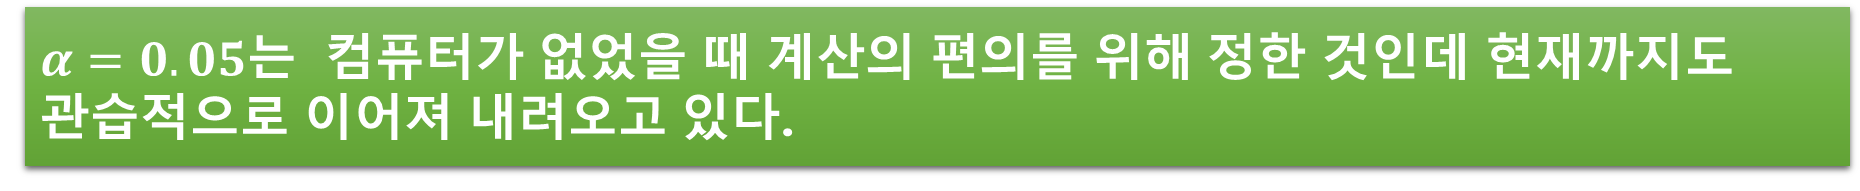 α = 0.05는 컴퓨터가 없었을 때 계산의 편의를 위해 정한 것인데 현재까지도
관습적으로 이어져 내려오고 있다.